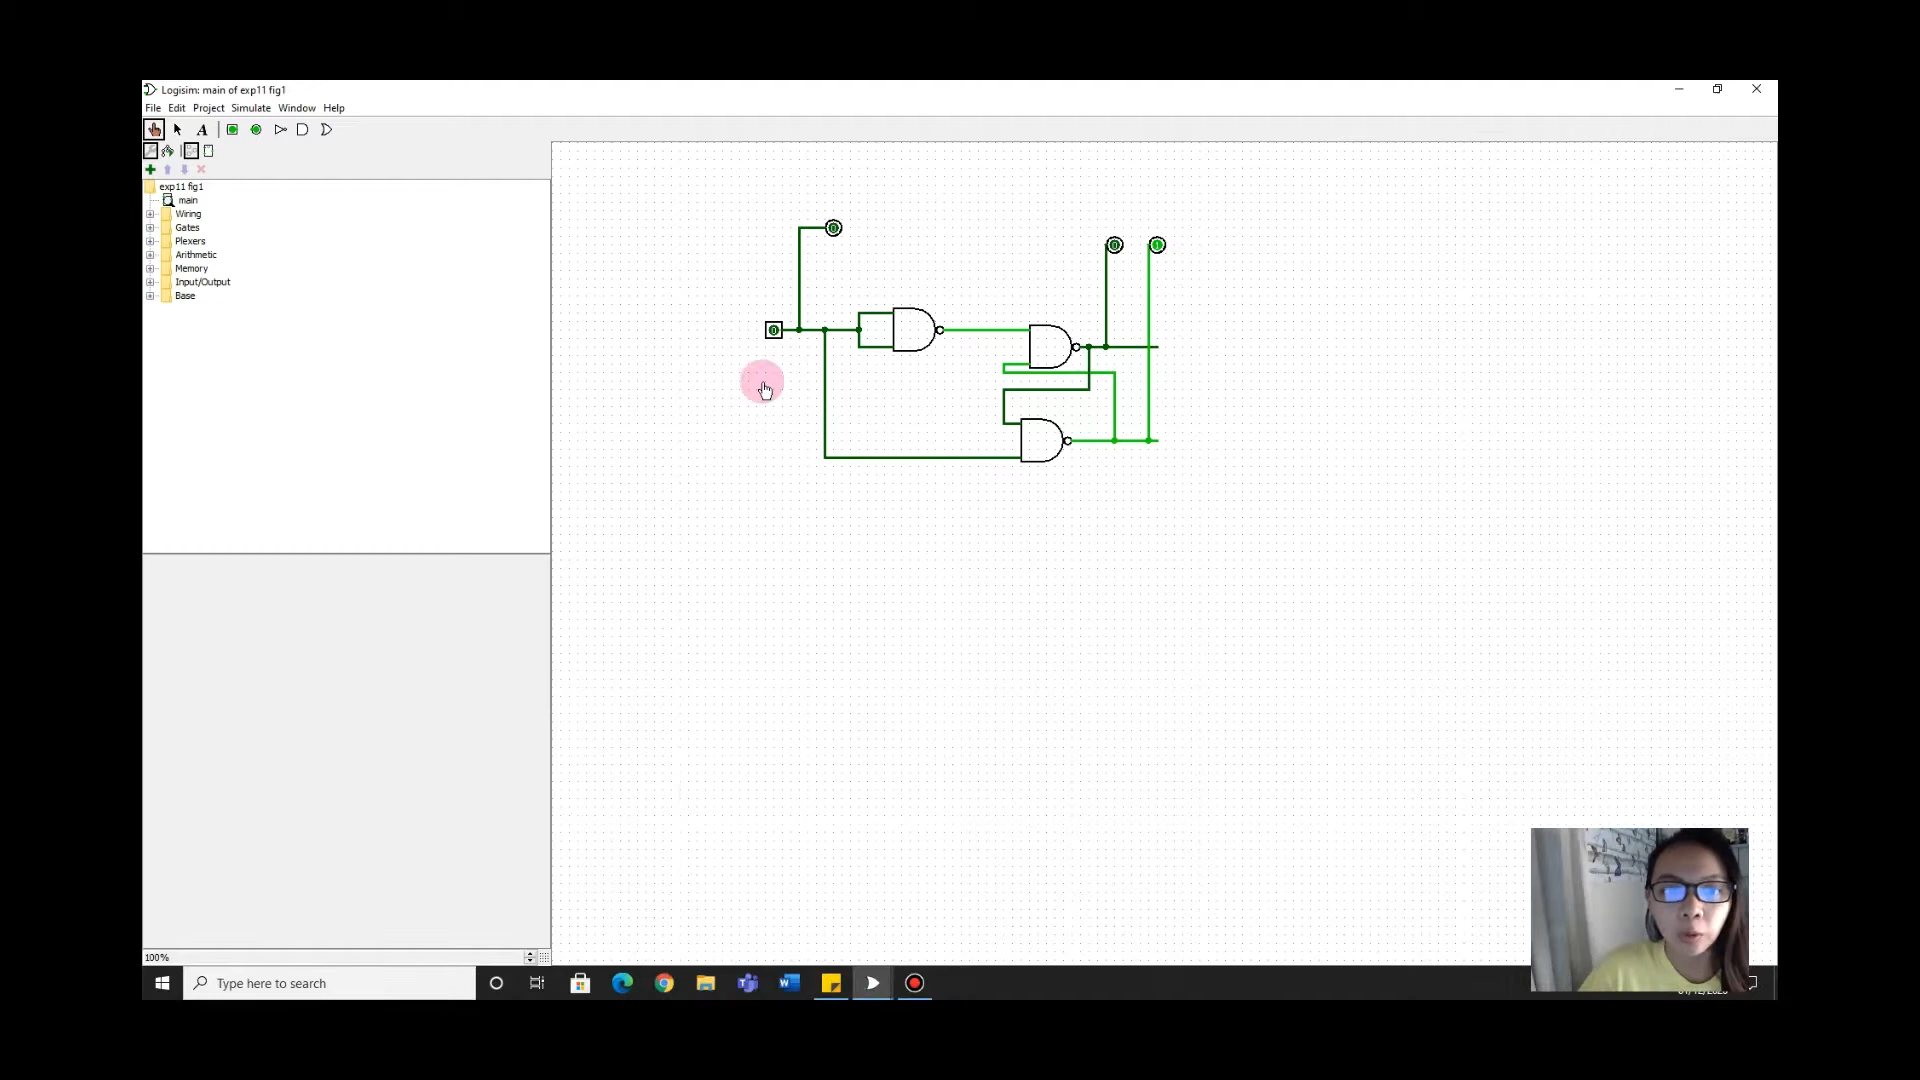 Logisim: main of exp11 fig1
File Edit Project Simulate Window Help
A
exp11 fig1
main
Wiring
Gates
Plexers
Arithmetic
Memory
Input/Output
Base
0
0
1
0
100%
Type here to search